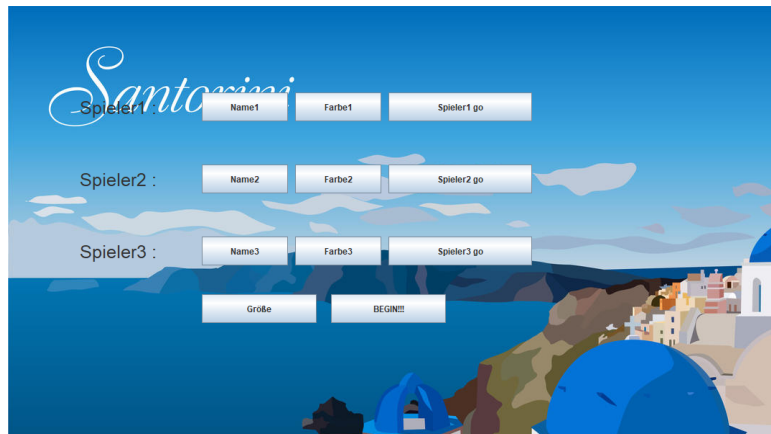 Santorini
Spieler1 : Name1 Farbe1 Spieler1 go
Spieler2 : Name2 Farbe2 Spieler2 go
Spieler3 : Name3 Farbe3 Spieler3 go
Größe BEGIN!!!